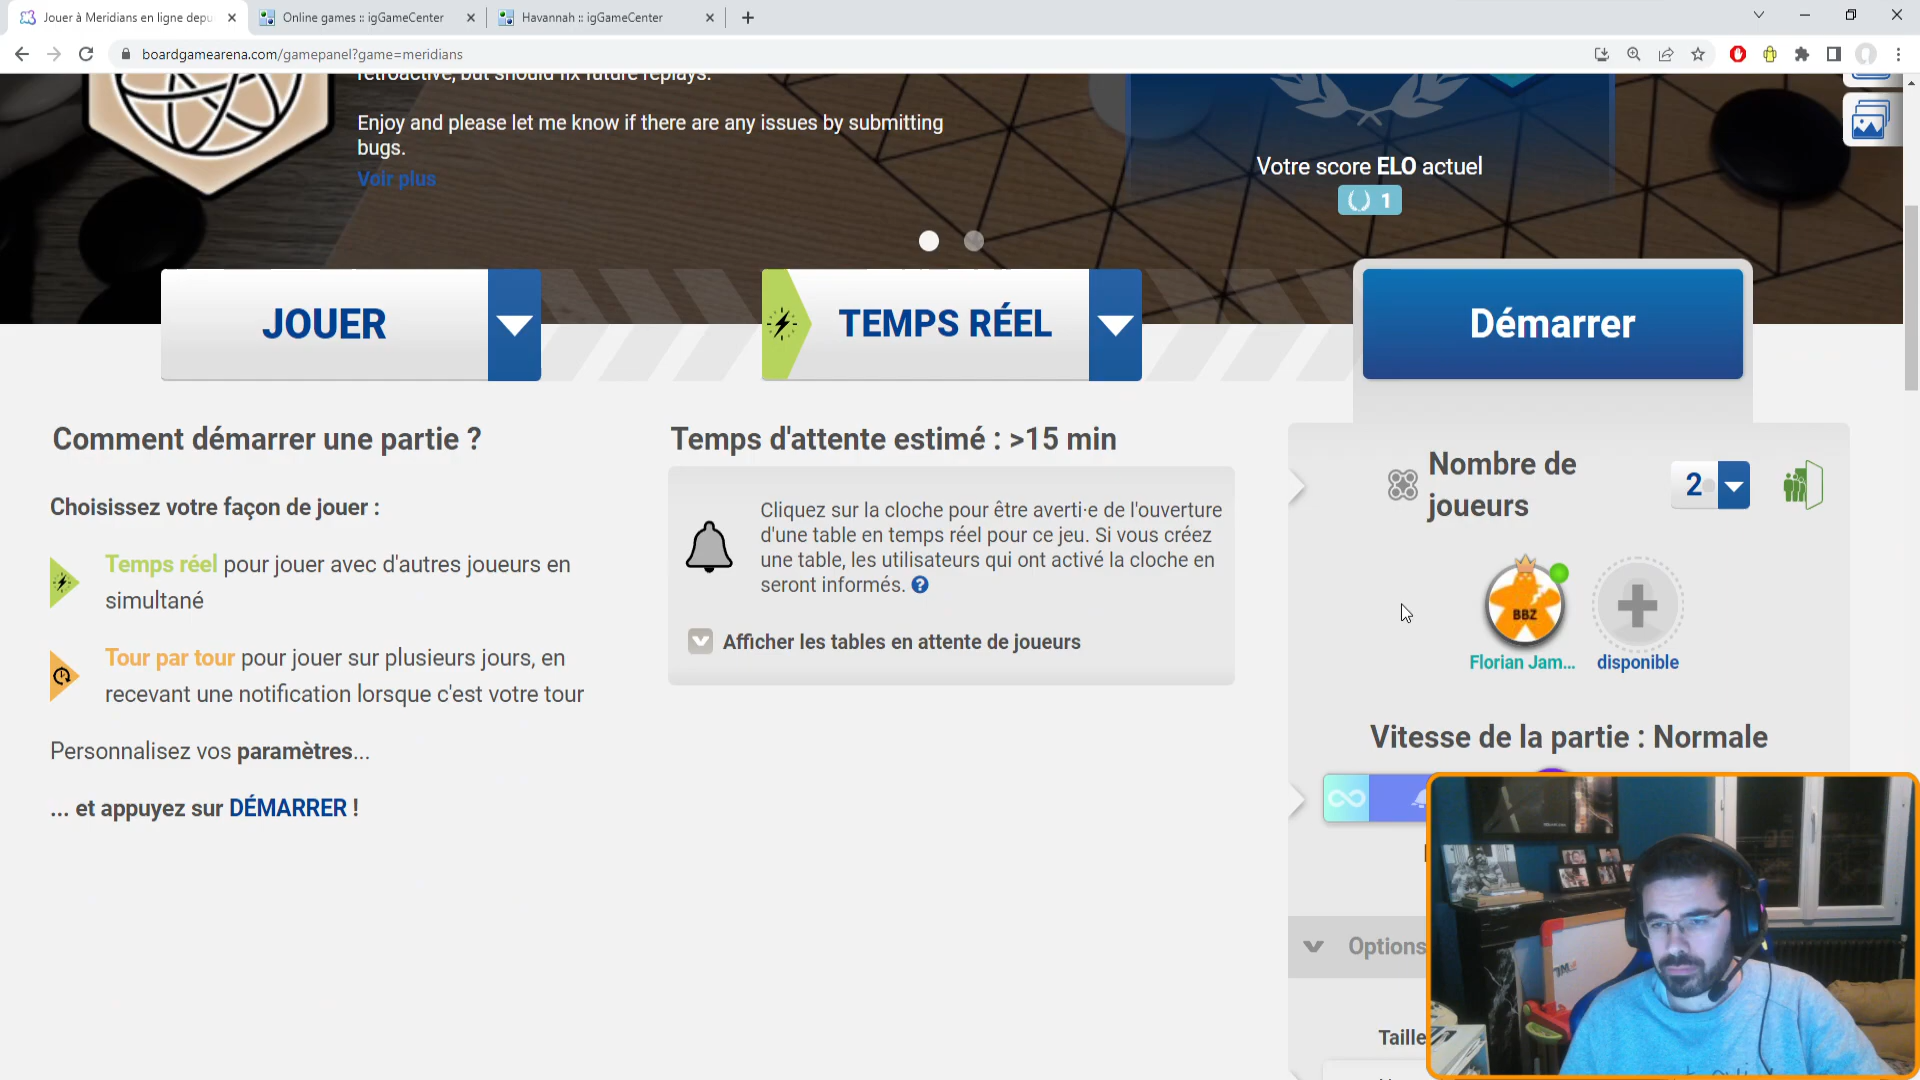 Jouer à Meridians en ligne depu
Online games :: igGameCenter
Havannah :: igGameCenter
boardgamearena.com/gamepanel?game=meridians
retroactive, but should fix future replays.
Enjoy and please let me know if there are any issues by submitting
bugs.
Voir plus
Votre score ELO actuel
1
JOUER
TEMPS RÉEL
Démarrer
Comment démarrer une partie ?
Choisissez votre façon de jouer :
Temps réel pour jouer avec d'autres joueurs en
simultané
Tour par tour pour jouer sur plusieurs jours, en
recevant une notification lorsque c'est votre tour
Personnalisez vos paramètres...
... et appuyez sur DÉMARRER !
Temps d'attente estimé : >15 min
Cliquez sur la cloche pour être averti·e de l'ouverture
d'une table en temps réel pour ce jeu. Si vous créez
une table, les utilisateurs qui ont activé la cloche en
seront informés. ?
Afficher les tables en attente de joueurs
Nombre de
joueurs
2
BBZ
Florian Jam...
disponible
Vitesse de la partie : Normale
Options
Taille